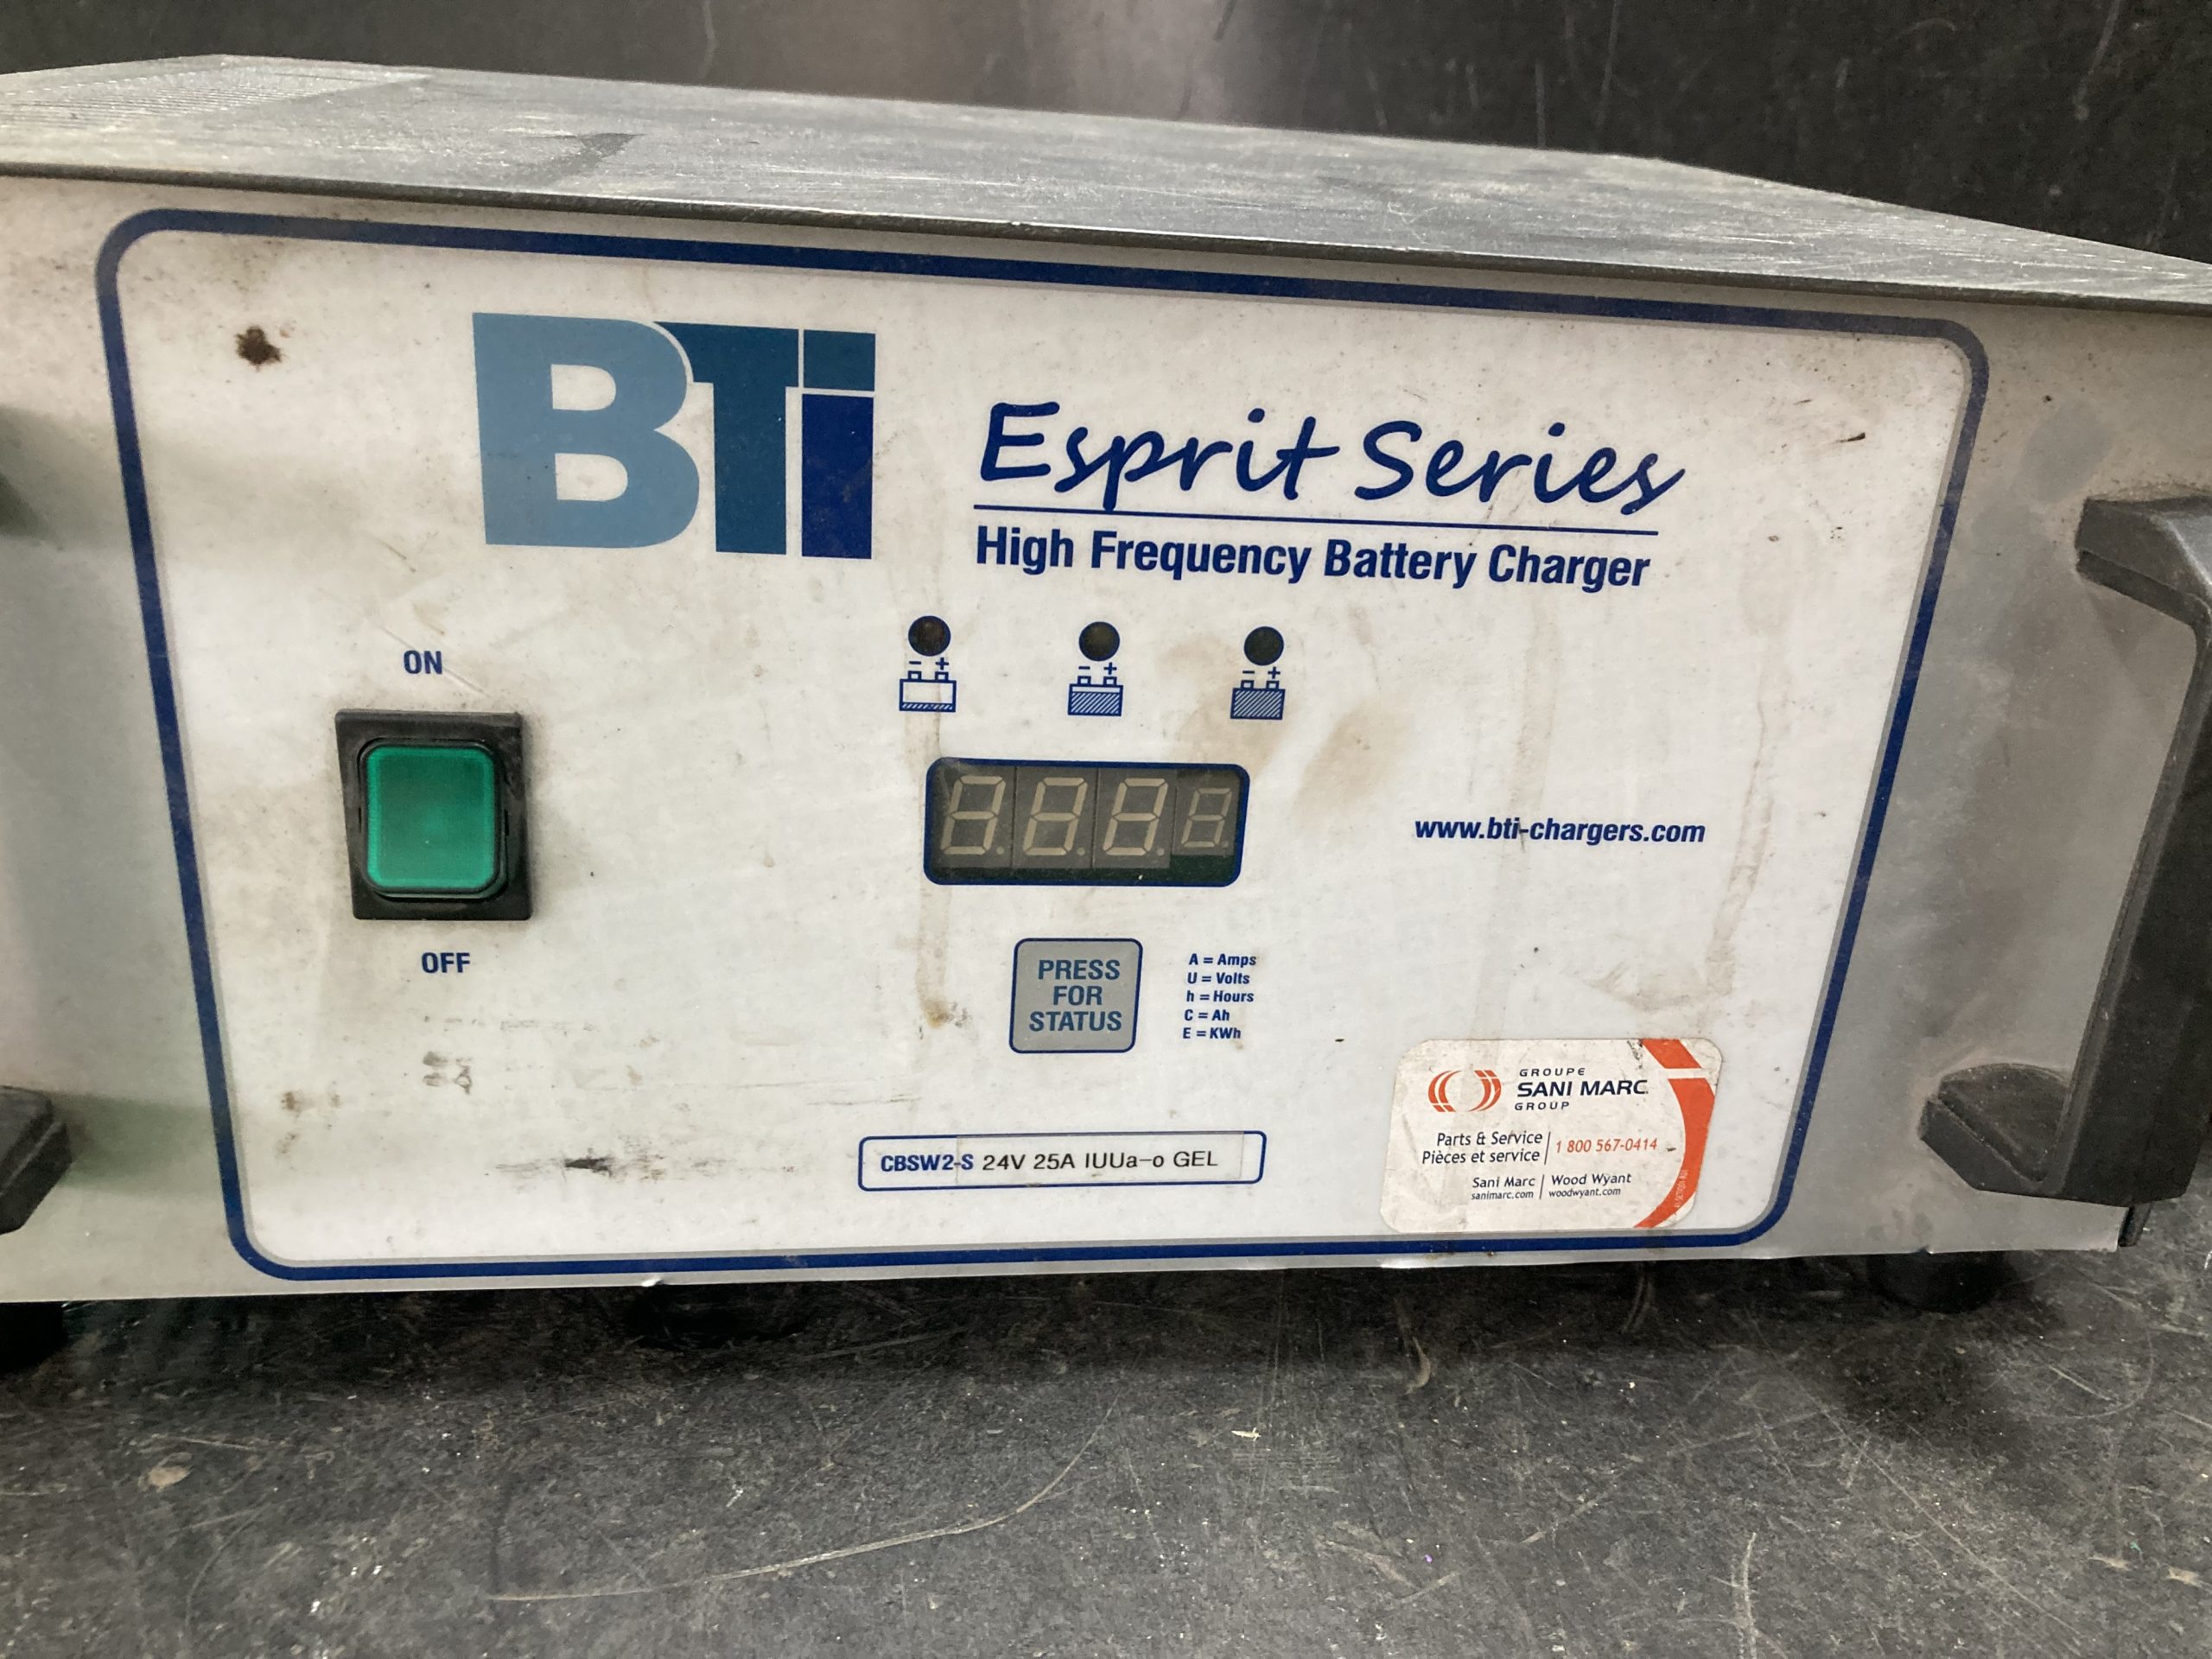 BTi
Esprit Series
High Frequency Battery Charger
ON
- +
- +
- +
www.bti-chargers.com
OFF
PRESS
FOR
STATUS
A = Amps
U = Volts
h = Hours
C = Ah
E = KWh
GROUPE
SANI MARC
GROUP
Parts & Service
Pièces et service
1 800 567-0414
Sani Marc | Wood Wyant
sanimarc.com | woodwyant.com
CBSW2-S 24V 25A IUUa-o GEL